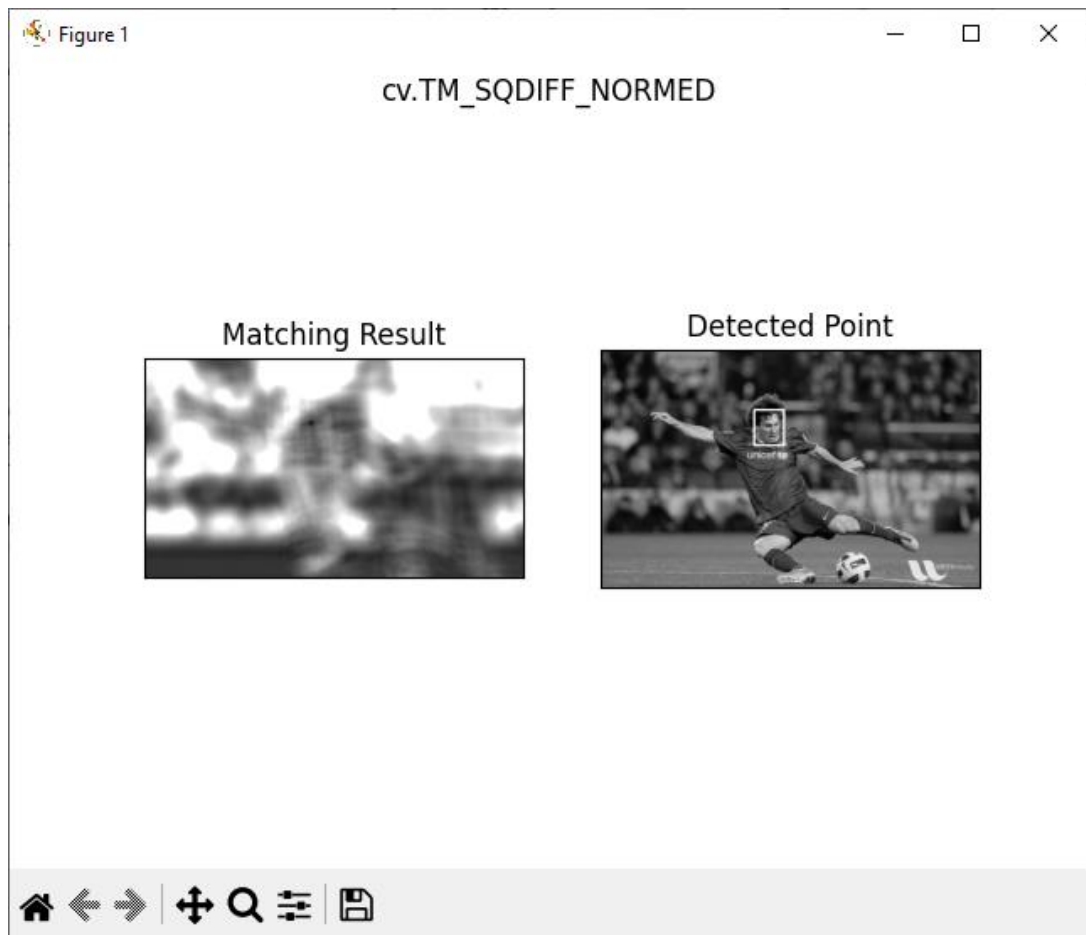 Figure 1
cv.TM_SQDIFF_NORMED
Matching Result
Detected Point
unicef